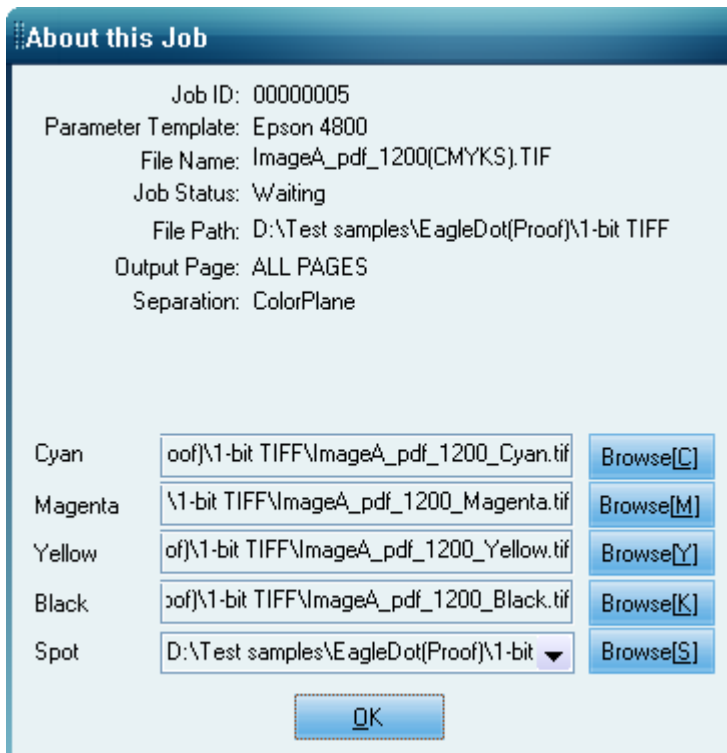 About this Job
Job ID: 00000005
Parameter Template: Epson 4800
File Name: ImageA_pdf_1200(CMYKS).TIF
Job Status: Waiting
File Path: D:\Test samples\EagleDot(Proof)\1-bit TIFF
Output Page: ALL PAGES
Separation: ColorPlane
Cyan oof)\1-bit TIFF\ImageA_pdf_1200_Cyan.tif Browse[C]
Magenta \1-bit TIFF\ImageA_pdf_1200_Magenta.tif Browse[M]
Yellow of)\1-bit TIFF\ImageA_pdf_1200_Yellow.tif Browse[Y]
Black oof)\1-bit TIFF\ImageA_pdf_1200_Black.tif Browse[K]
Spot D:\Test samples\EagleDot(Proof)\1-bit Browse[S]
OK